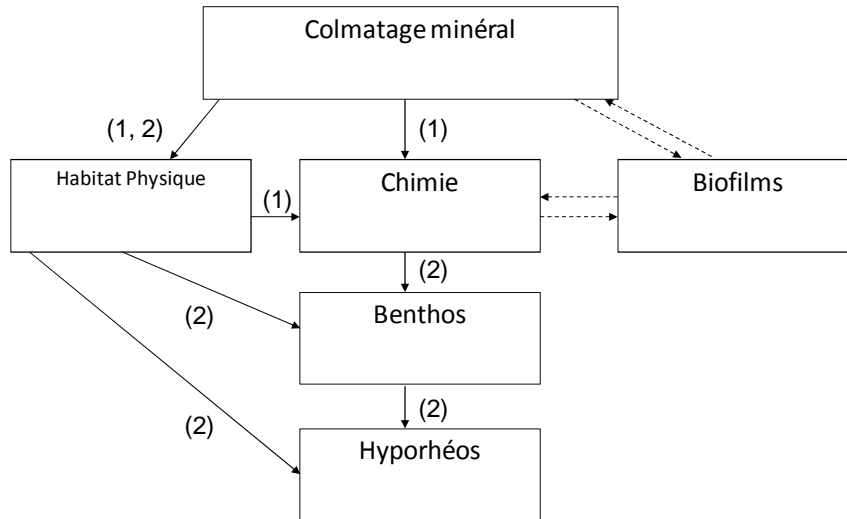 Colmatage minéral
(1, 2)
(1)
Habitat Physique
(1)
Chimie
Biofilms
(2)
(2)
Benthos
(2)
(2)
Hyporhéos